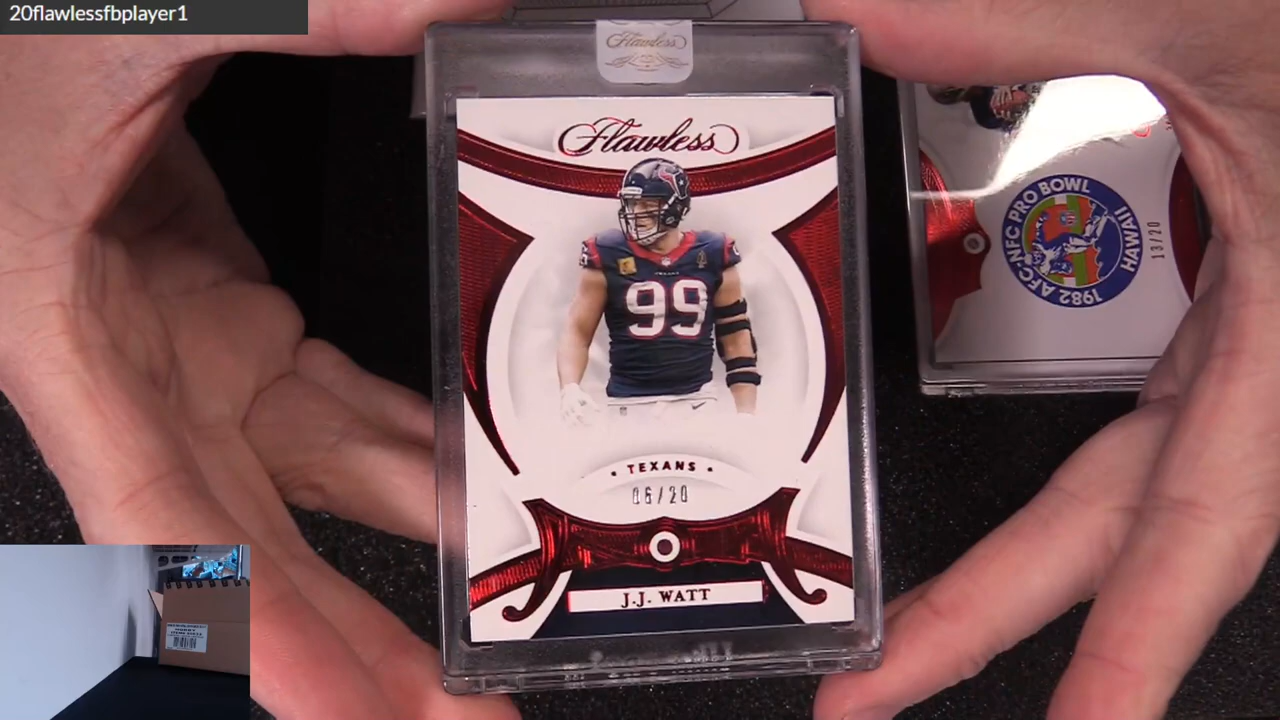 20flawlessfbplayer1
Flawless
Flawless
99
TEXANS
06/20
J.J. WATT
1982 AFC-NFC PRO BOWL
HAWAII
13/20